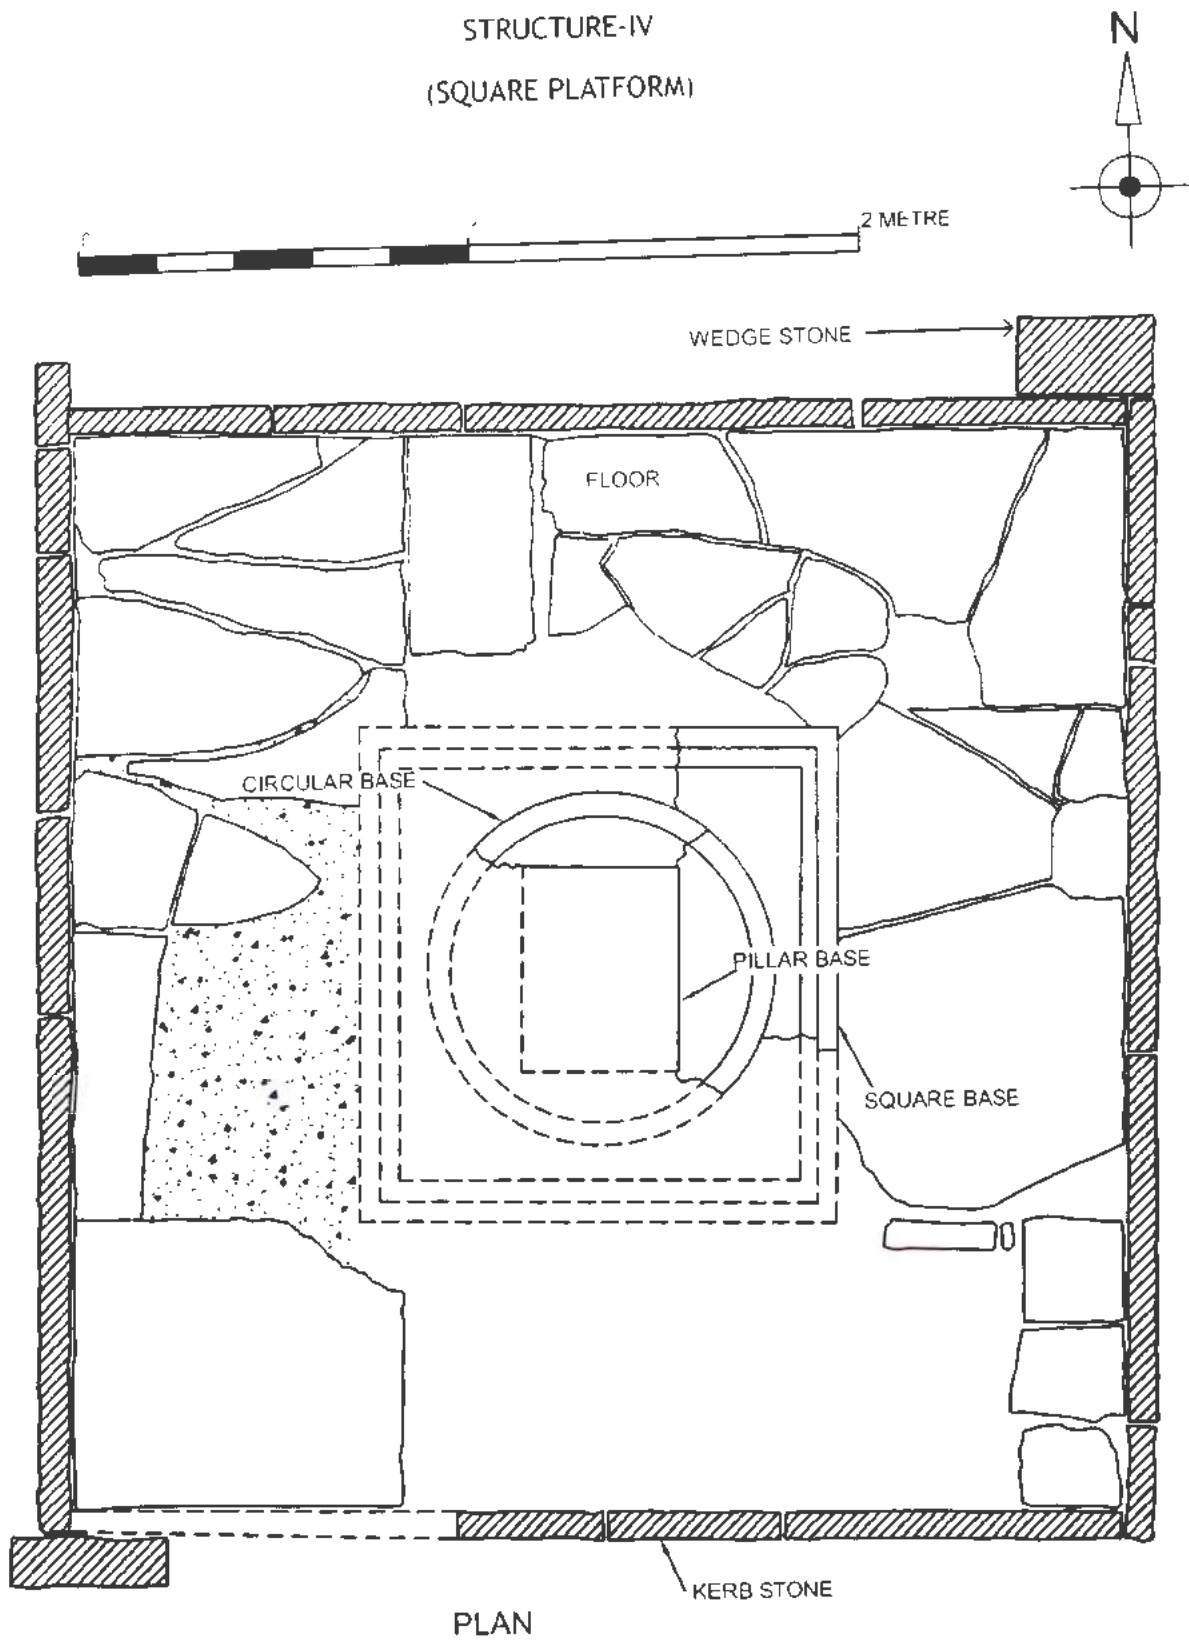 STRUCTURE-IV
(SQUARE PLATFORM)
N
2 METRE
WEDGE STONE
FLOOR
CIRCULAR BASE
PILLAR BASE
SQUARE BASE
KERB STONE
PLAN